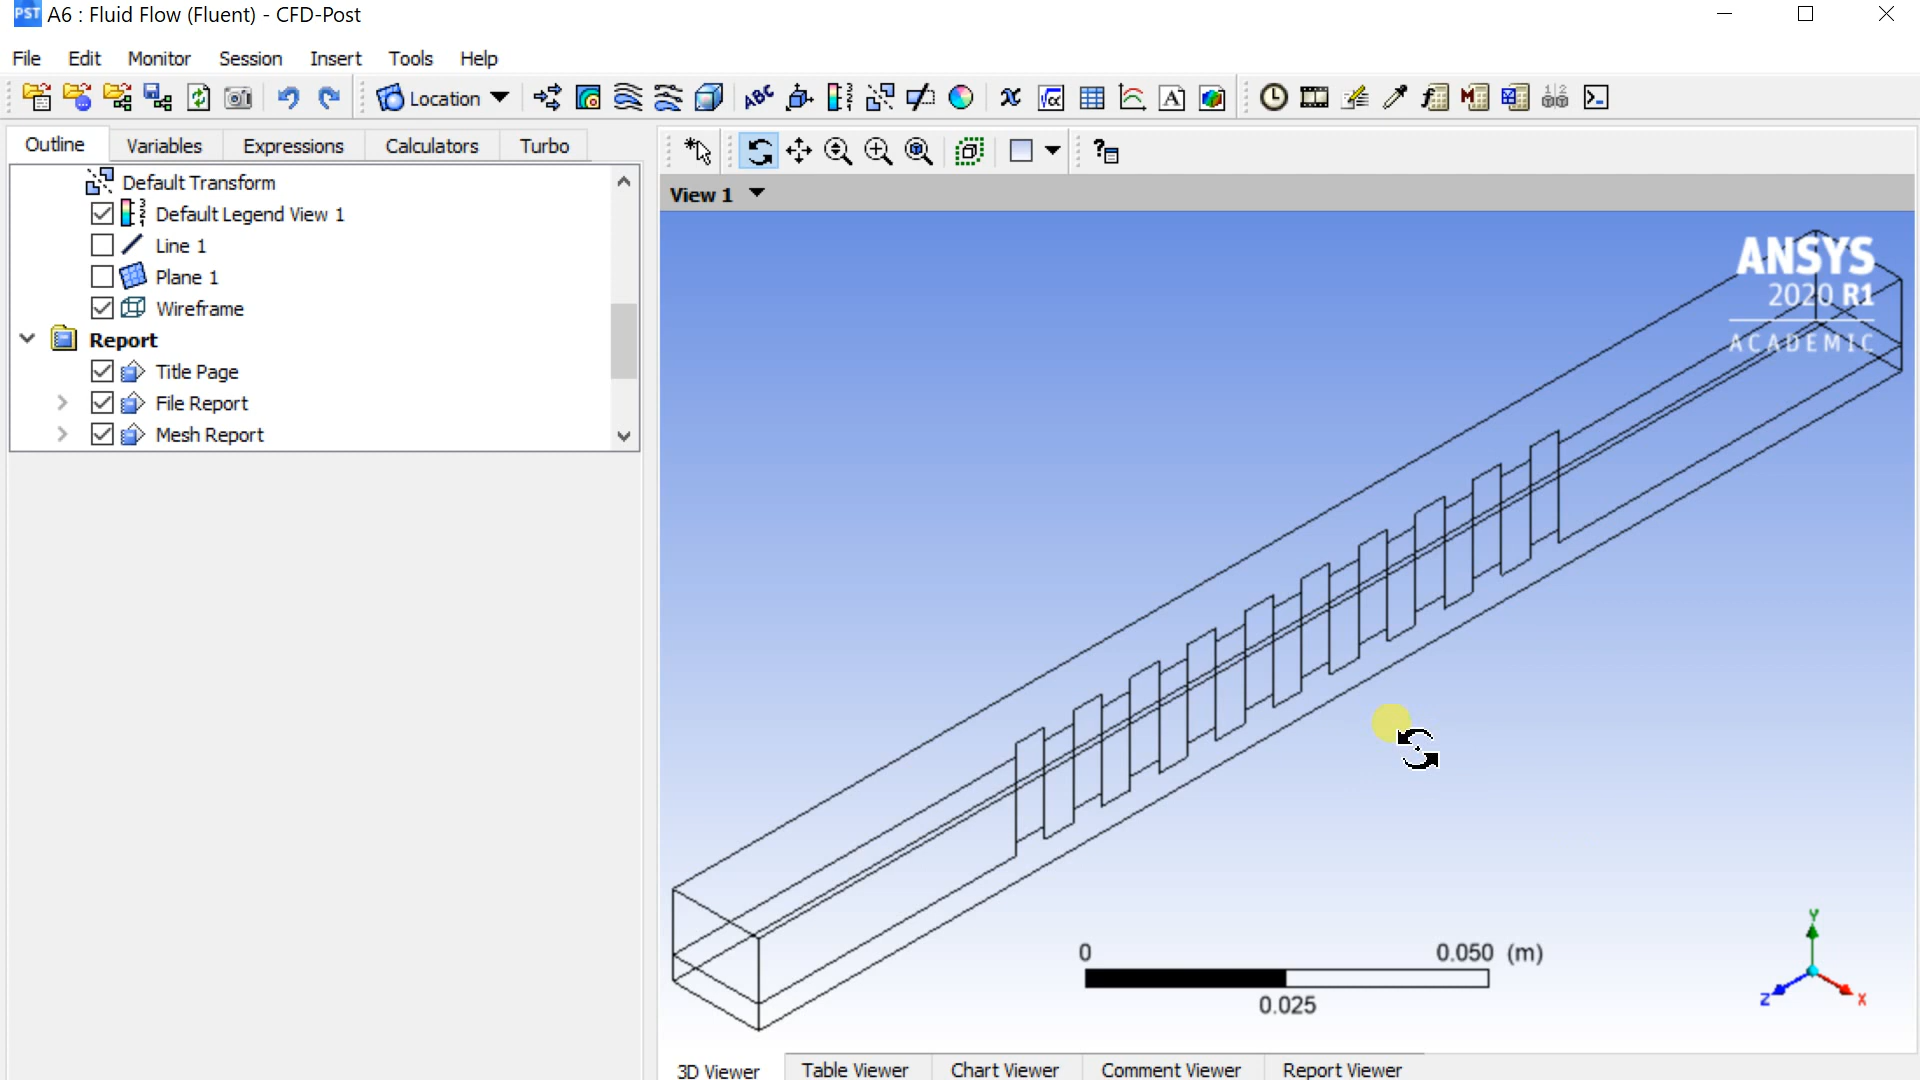 PST A6 : Fluid Flow (Fluent) - CFD-Post
File Edit Monitor Session Insert Tools Help
Location
Outline Variables Expressions Calculators Turbo
View 1
Default Transform
Default Legend View 1
Line 1
Plane 1
Wireframe
Report
Title Page
File Report
Mesh Report
ANSYS
2020 R1
ACADEMIC
0 0.050 (m)
0.025
Y
Z X
3D Viewer Table Viewer Chart Viewer Comment Viewer Report Viewer